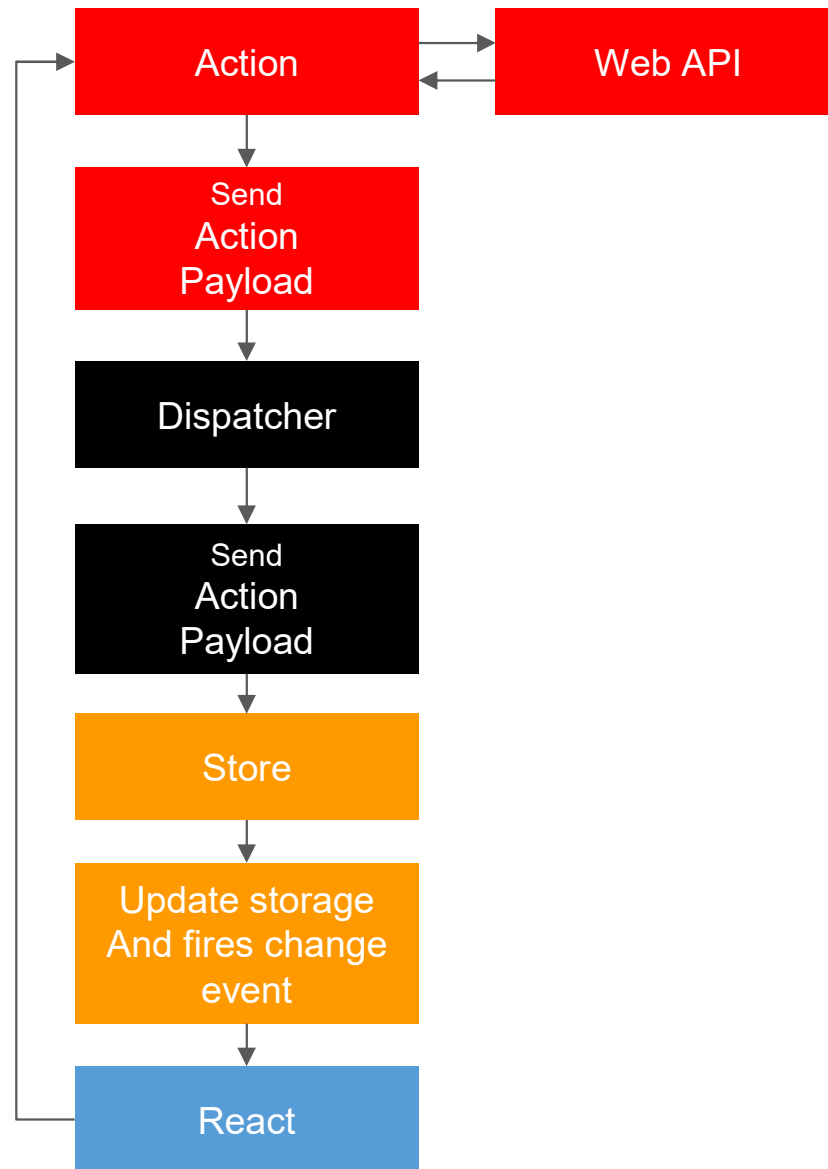 Action
Web API
Send
Action
Payload
Dispatcher
Send
Action
Payload
Store
Update storage
And fires change
event
React